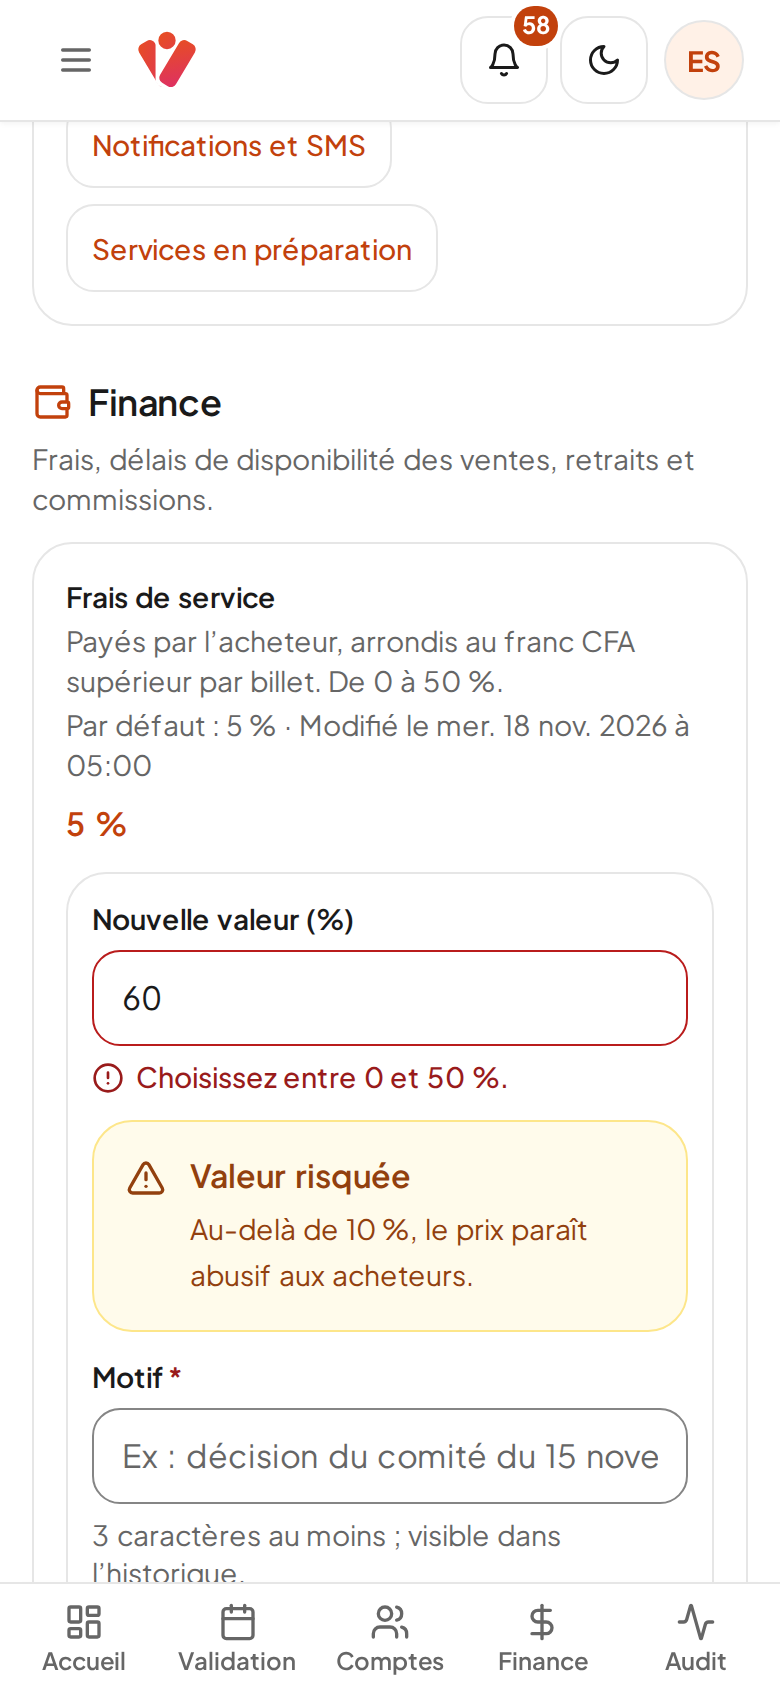 58
ES
Notifications et SMS
Services en préparation
Finance
Frais, délais de disponibilité des ventes, retraits et
commissions.
Frais de service
Payés par l’acheteur, arrondis au franc CFA
supérieur par billet. De 0 à 50 %.
Par défaut : 5 % · Modifié le mer. 18 nov. 2026 à
05:00
5 %
Nouvelle valeur (%)
60
Choisissez entre 0 et 50 %.
Valeur risquée
Au-delà de 10 %, le prix paraît
abusif aux acheteurs.
Motif *
Ex : décision du comité du 15 nove
3 caractères au moins ; visible dans
l’historique.
Accueil
Validation
Comptes
Finance
Audit